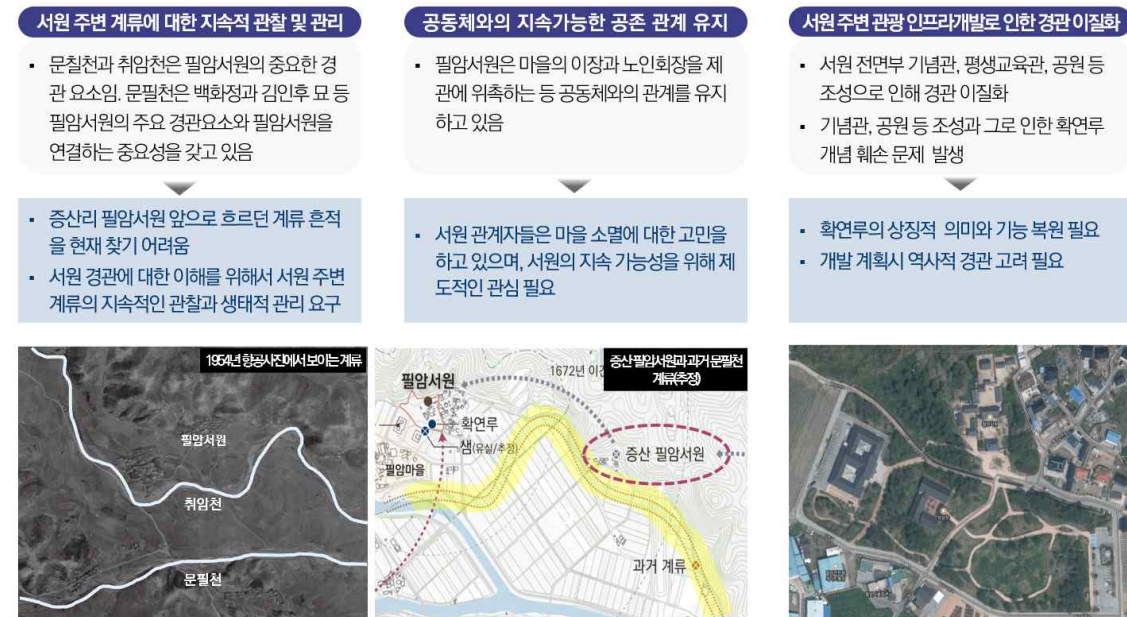 서원 주변 계류에 대한 지속적 관찰 및 관리
▪ 문칠천과 취암천은 필암서원의 중요한 경
관 요소임. 문필천은 백화정과 김인후 묘 등
필암서원의 주요 경관요소와 필암서원을
연결하는 중요성을 갖고 있음
▪ 증산리 필암서원 앞으로 흐르던 계류 흔적
을 현재 찾기 어려움
▪ 서원 경관에 대한 이해를 위해서 서원 주변
계류의 지속적인 관찰과 생태적 관리 요구
공동체와의 지속가능한 공존 관계 유지
▪ 필암서원은 마을의 이장과 노인회장을 제
관에 위촉하는 등 공동체와의 관계를 유지
하고 있음
▪ 서원 관계자들은 마을 소멸에 대한 고민을
하고 있으며, 서원의 지속 가능성을 위해 제
도적인 관심 필요
서원 주변 관광 인프라개발로 인한 경관 이질화
▪ 서원 전면부 기념관, 평생교육관, 공원 등
조성으로 인해 경관 이질화
▪ 기념관, 공원 등 조성과 그로 인한 확연루
개념 훼손 문제 발생
▪ 확연루의 상징적 의미와 기능 복원 필요
▪ 개발 계획시 역사적 경관 고려 필요
1954년 항공사진에서 보이는 계류
필암서원
취암천
문필천
증산 필암서원과 과거 문필천
계류(추정)
1672년 이건
필암서원
확연루
샘(유실/추정)
필암마을
증산 필암서원
과거 계류